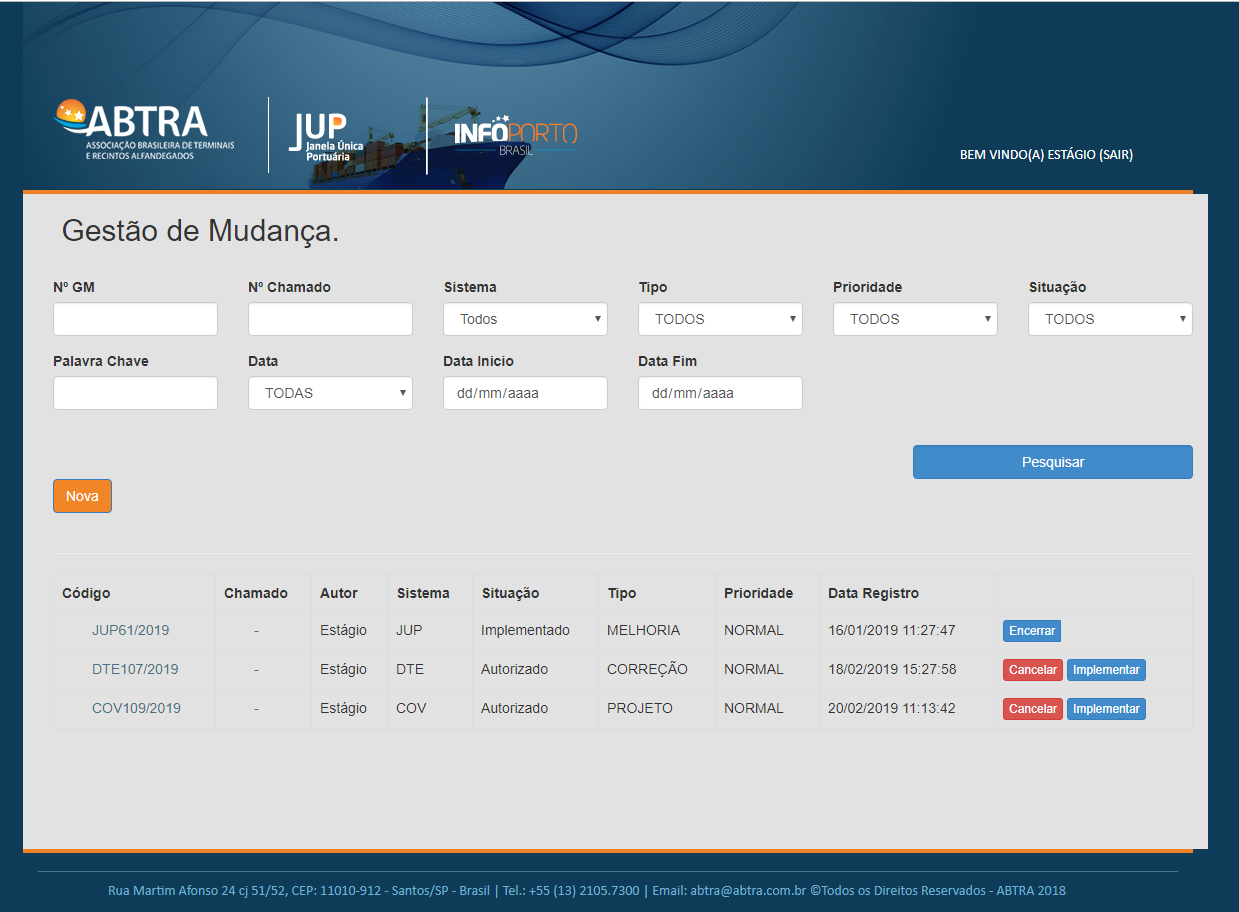 ABTRA
ASSOCIAÇÃO BRASILEIRA DE TERMINAIS
E RECINTOS ALFANDEGADOS
JUP
Janela Única
Portuária
INFOPORTO
BRASIL
BEM VINDO(A) ESTÁGIO (SAIR)
Gestão de Mudança.
Nº GM Nº Chamado Sistema Tipo Prioridade Situação
Todos TODOS TODOS TODOS
Palavra Chave Data Data Inicio Data Fim
TODAS dd/mm/aaaa dd/mm/aaaa
Pesquisar
Nova
Código Chamado Autor Sistema Situação Tipo Prioridade Data Registro
JUP61/2019 - Estágio JUP Implementado MELHORIA NORMAL 16/01/2019 11:27:47 Encerrar
DTE107/2019 - Estágio DTE Autorizado CORREÇÃO NORMAL 18/02/2019 15:27:58 Cancelar Implementar
COV109/2019 - Estágio COV Autorizado PROJETO NORMAL 20/02/2019 11:13:42 Cancelar Implementar
Rua Martim Afonso 24 cj 51/52, CEP: 11010-912 - Santos/SP - Brasil | Tel.: +55 (13) 2105.7300 | Email: abtra@abtra.com.br ©Todos os Direitos Reservados - ABTRA 2018